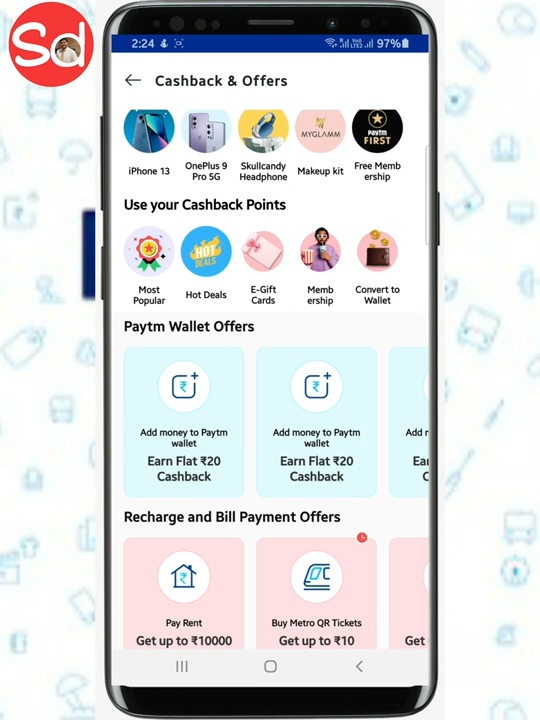 Sd
2:24
97%
Cashback & Offers
MYGLAMM
paytm
FIRST
iPhone 13
OnePlus 9
Pro 5G
Skullcandy
Headphone
Makeup kit
Free Memb
ership
Use your Cashback Points
HOT
DEALS
Most
Popular
Hot Deals
E-Gift
Cards
Memb
ership
Convert to
Wallet
Paytm Wallet Offers
Add money to Paytm
wallet
Earn Flat ₹20
Cashback
Add money to Paytm
wallet
Earn Flat ₹20
Cashback
Add
Recharge and Bill Payment Offers
Pay Rent
Get up to ₹10000
Buy Metro QR Tickets
Get up to ₹10
Get